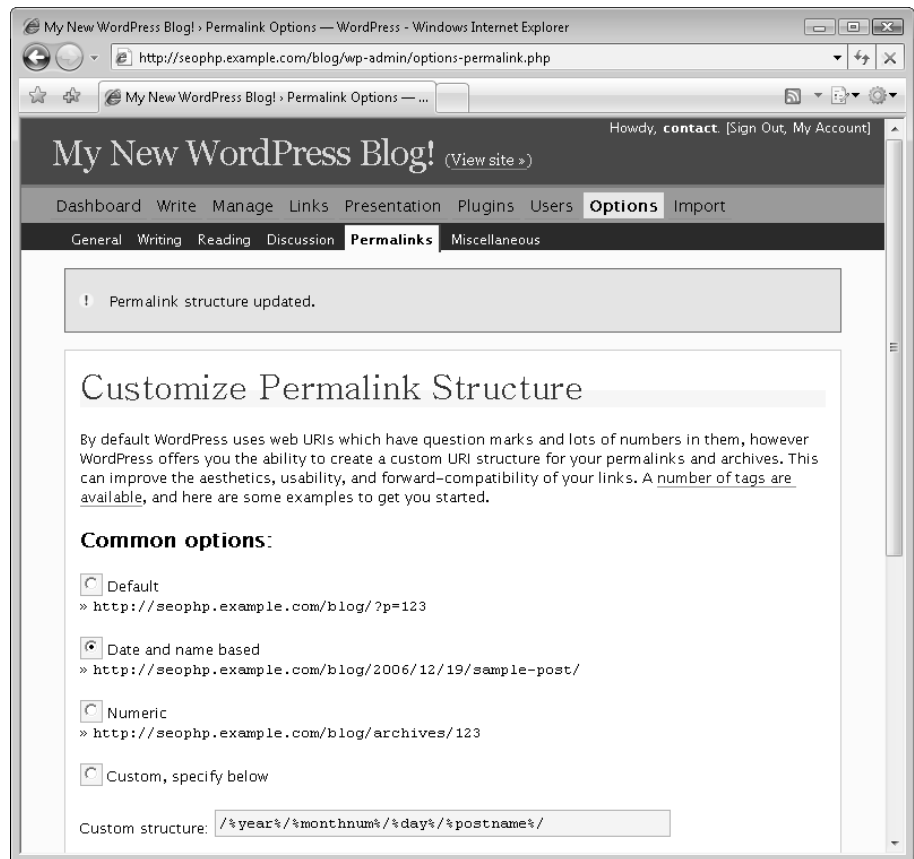 My New WordPress Blog! › Permalink Options — WordPress - Windows Internet Explorer
http://seophp.example.com/blog/wp-admin/options-permalink.php
My New WordPress Blog! › Permalink Options — ...
Howdy, contact. [Sign Out, My Account]
My New WordPress Blog! (View site »)
Dashboard Write Manage Links Presentation Plugins Users Options Import
General Writing Reading Discussion Permalinks Miscellaneous
! Permalink structure updated.
Customize Permalink Structure
By default WordPress uses web URIs which have question marks and lots of numbers in them, however
WordPress offers you the ability to create a custom URI structure for your permalinks and archives. This
can improve the aesthetics, usability, and forward-compatibility of your links. A number of tags are
available, and here are some examples to get you started.
Common options:
Default
» http://seophp.example.com/blog/?p=123
Date and name based
» http://seophp.example.com/blog/2006/12/19/sample-post/
Numeric
» http://seophp.example.com/blog/archives/123
Custom, specify below
Custom structure: /%year%/%monthnum%/%day%/%postname%/